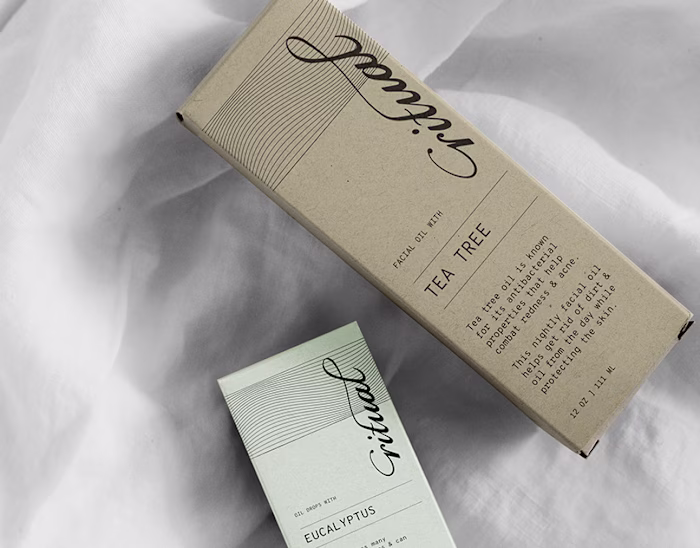 ritual
FACIAL OIL WITH
TEA TREE
Tea tree oil is known
for its antibacterial
properties that help
combat redness & acne.
This nightly facial oil
helps get rid of dirt &
oil from the day while
protecting the skin.
12 OZ | 111 ML
ritual
OIL DROPS WITH
EUCALYPTUS
many
& can